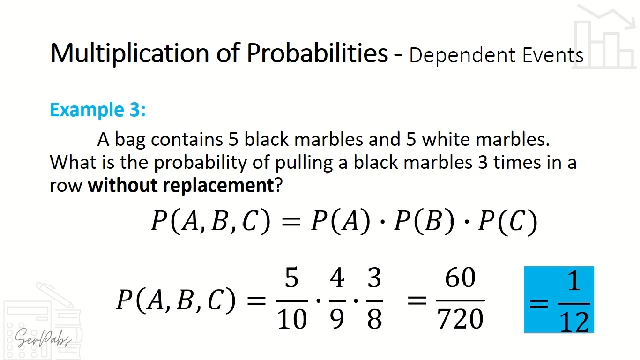 Multiplication of Probabilities - Dependent Events
Example 3:
A bag contains 5 black marbles and 5 white marbles.
What is the probability of pulling a black marbles 3 times in a
row without replacement?
P(A, B, C) = P(A) · P(B) · P(C)
P(A, B, C) = 5/10 · 4/9 · 3/8 = 60/720 = 1/12
SerPabs